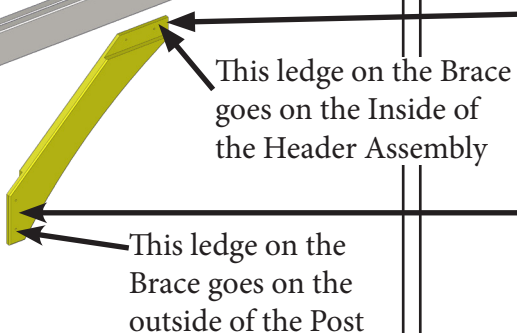 This ledge on the Brace
goes on the Inside of
the Header Assembly
This ledge on the
Brace goes on the
outside of the Post